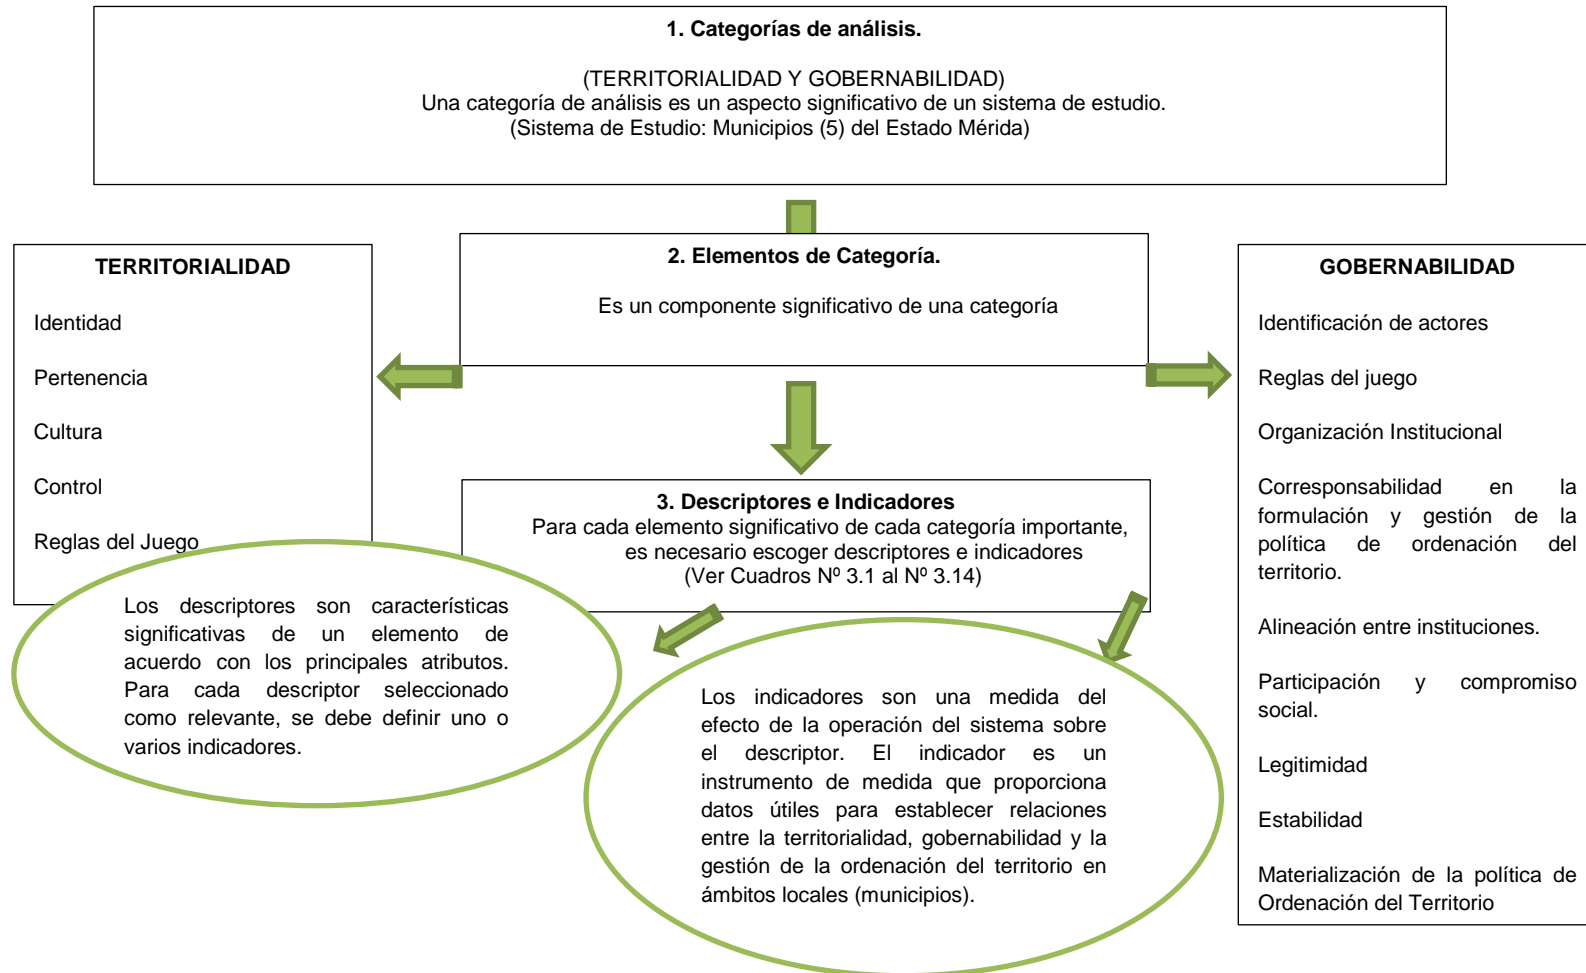 1. Categorías de análisis.
(TERRITORIALIDAD Y GOBERNABILIDAD)
Una categoría de análisis es un aspecto significativo de un sistema de estudio.
(Sistema de Estudio: Municipios (5) del Estado Mérida)
TERRITORIALIDAD
Identidad
Pertenencia
Cultura
Control
Reglas del Juego
2. Elementos de Categoría.
Es un componente significativo de una categoría
GOBERNABILIDAD
Identificación de actores
Reglas del juego
Organización Institucional
Corresponsabilidad en la
formulación y gestión de la
política de ordenación del
territorio.
Alineación entre instituciones.
Participación y compromiso
social.
Legitimidad
Estabilidad
Materialización de la política de
Ordenación del Territorio
3. Descriptores e Indicadores
Para cada elemento significativo de cada categoría importante,
es necesario escoger descriptores e indicadores
(Ver Cuadros Nº 3.1 al Nº 3.14)
Los descriptores son características
significativas de un elemento de
acuerdo con los principales atributos.
Para cada descriptor seleccionado
como relevante, se debe definir uno o
varios indicadores.
Los indicadores son una medida del
efecto de la operación del sistema sobre
el descriptor. El indicador es un
instrumento de medida que proporciona
datos útiles para establecer relaciones
entre la territorialidad, gobernabilidad y la
gestión de la ordenación del territorio en
ámbitos locales (municipios).